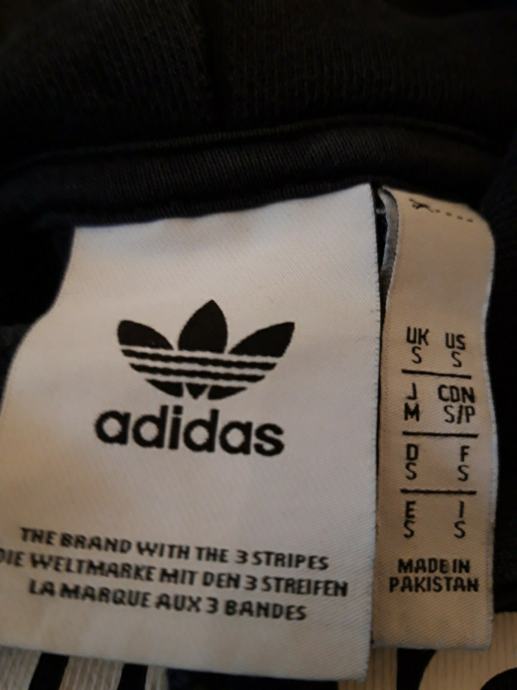 adidas
THE BRAND WITH THE 3 STRIPES
DIE WELTMARKE MIT DEN 3 STREIFEN
LA MARQUE AUX 3 BANDES
UK US
S S
J CDN
M S/P
D F
S S
E I
S S
MADE IN
PAKISTAN